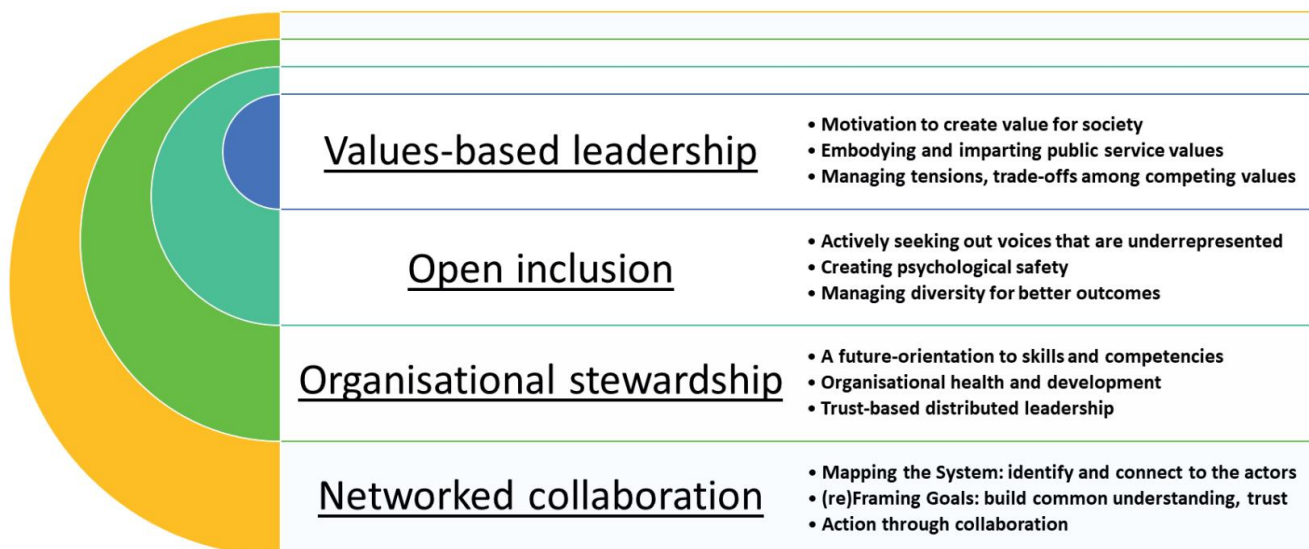 Values-based leadership
• Motivation to create value for society
• Embodying and imparting public service values
• Managing tensions, trade-offs among competing values
Open inclusion
• Actively seeking out voices that are underrepresented
• Creating psychological safety
• Managing diversity for better outcomes
Organisational stewardship
• A future-orientation to skills and competencies
• Organisational health and development
• Trust-based distributed leadership
Networked collaboration
• Mapping the System: identify and connect to the actors
• (re)Framing Goals: build common understanding, trust
• Action through collaboration